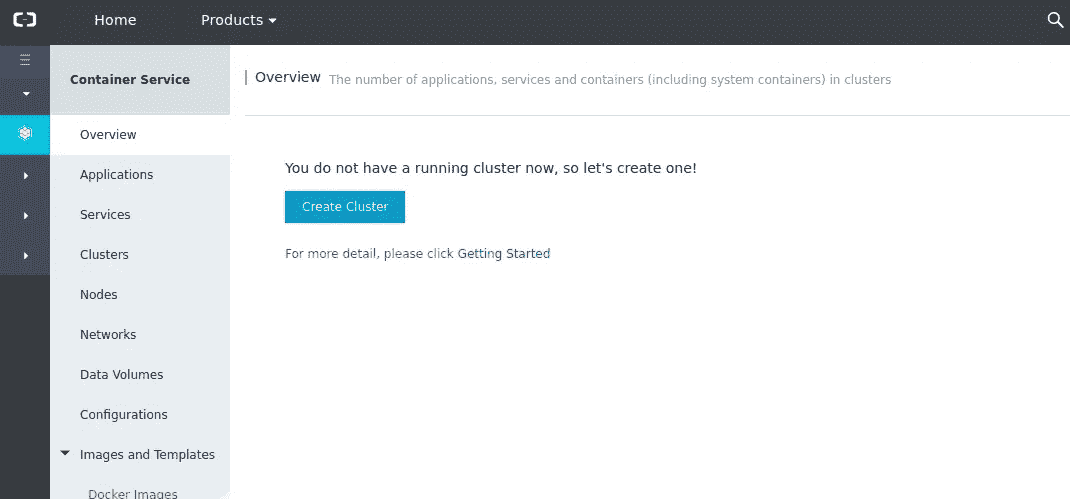 Home Products
Container Service
Overview The number of applications, services and containers (including system containers) in clusters
Overview
Applications
Services
Clusters
Nodes
Networks
Data Volumes
Configurations
Images and Templates
Docker Images
You do not have a running cluster now, so let's create one!
Create Cluster
For more detail, please click Getting Started